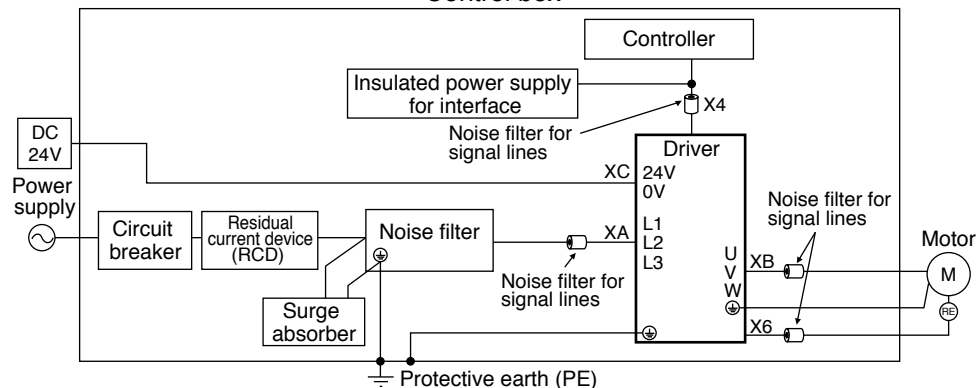 Controller
Insulated power supply
for interface
X4
Noise filter for
signal lines
DC
24V
Driver
XC
24V
0V
Power
supply
Circuit
breaker
Residual
current device
(RCD)
Noise filter
XA
L1
L2
L3
Noise filter for
signal lines
Noise filter for
signal lines
U
V
W
XB
Motor
M
RE
X6
Surge
absorber
Protective earth (PE)